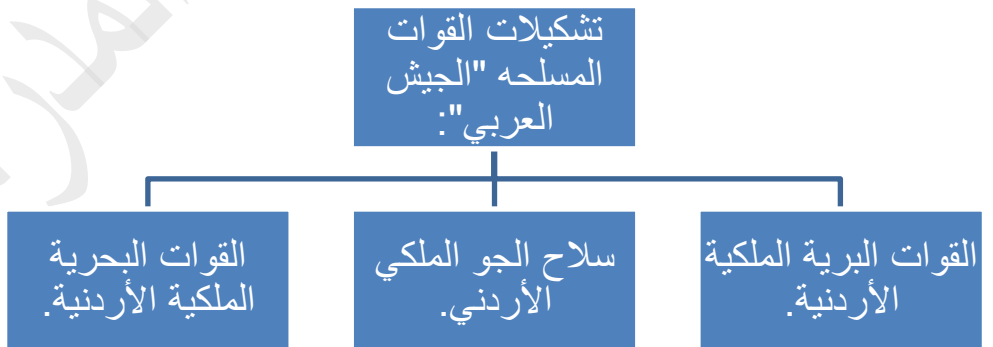 تشكيلات القوات
المسلحه "الجيش
العربي":
القوات البرية الملكية
الأردنية.
سلاح الجو الملكي
الأردني.
القوات البحرية
الملكية الأردنية.